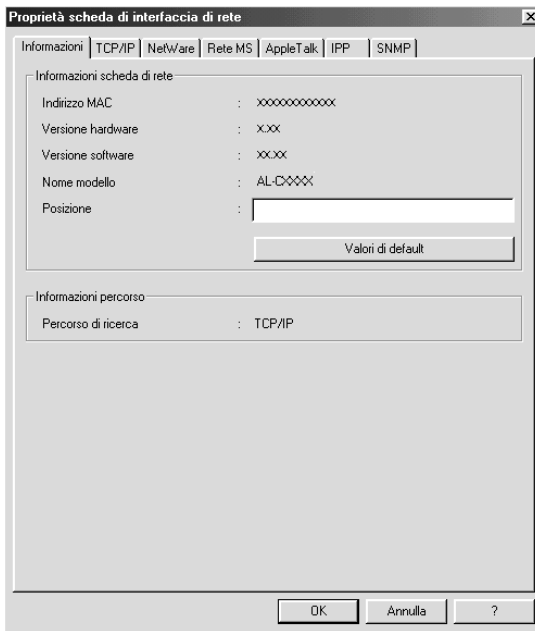 Proprietà scheda di interfaccia di rete
Informazioni TCP/IP NetWare Rete MS AppleTalk IPP SNMP
Informazioni scheda di rete
Indirizzo MAC : XXXXXXXXXXXX
Versione hardware : X.XX
Versione software : XX.XX
Nome modello : AL-CXXXX
Posizione :
Valori di default
Informazioni percorso
Percorso di ricerca : TCP/IP
OK Annulla ?